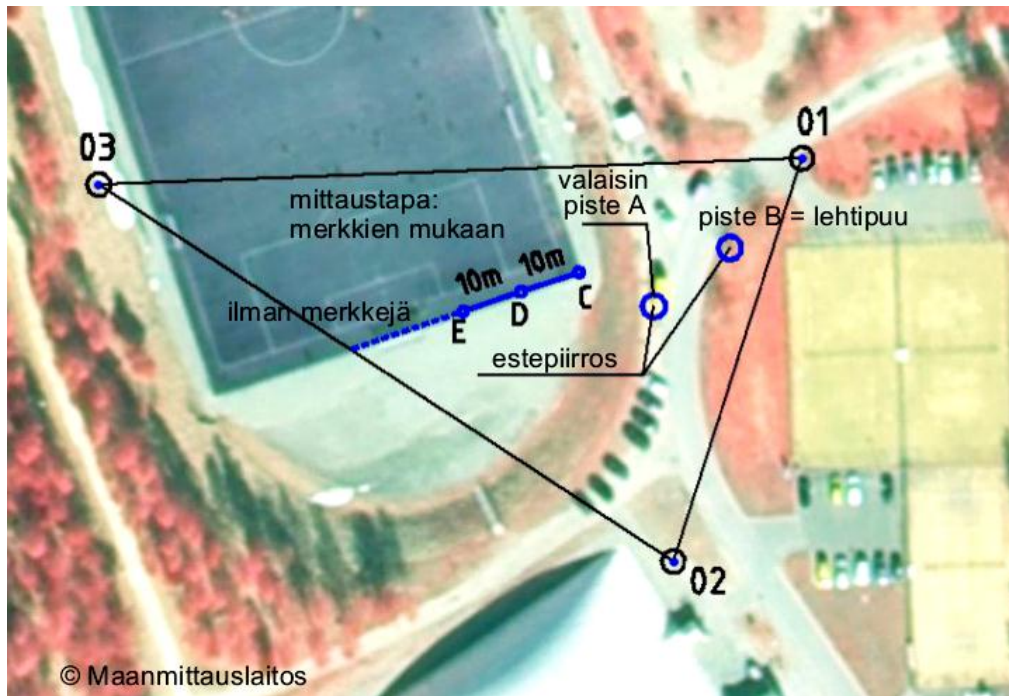 01
03
valaisin
piste A
mittaustapa:
merkkien mukaan
piste B = lehtipuu
10m 10m
C
ilman merkkejä
D
E
estepiirros
02
© Maanmittauslaitos